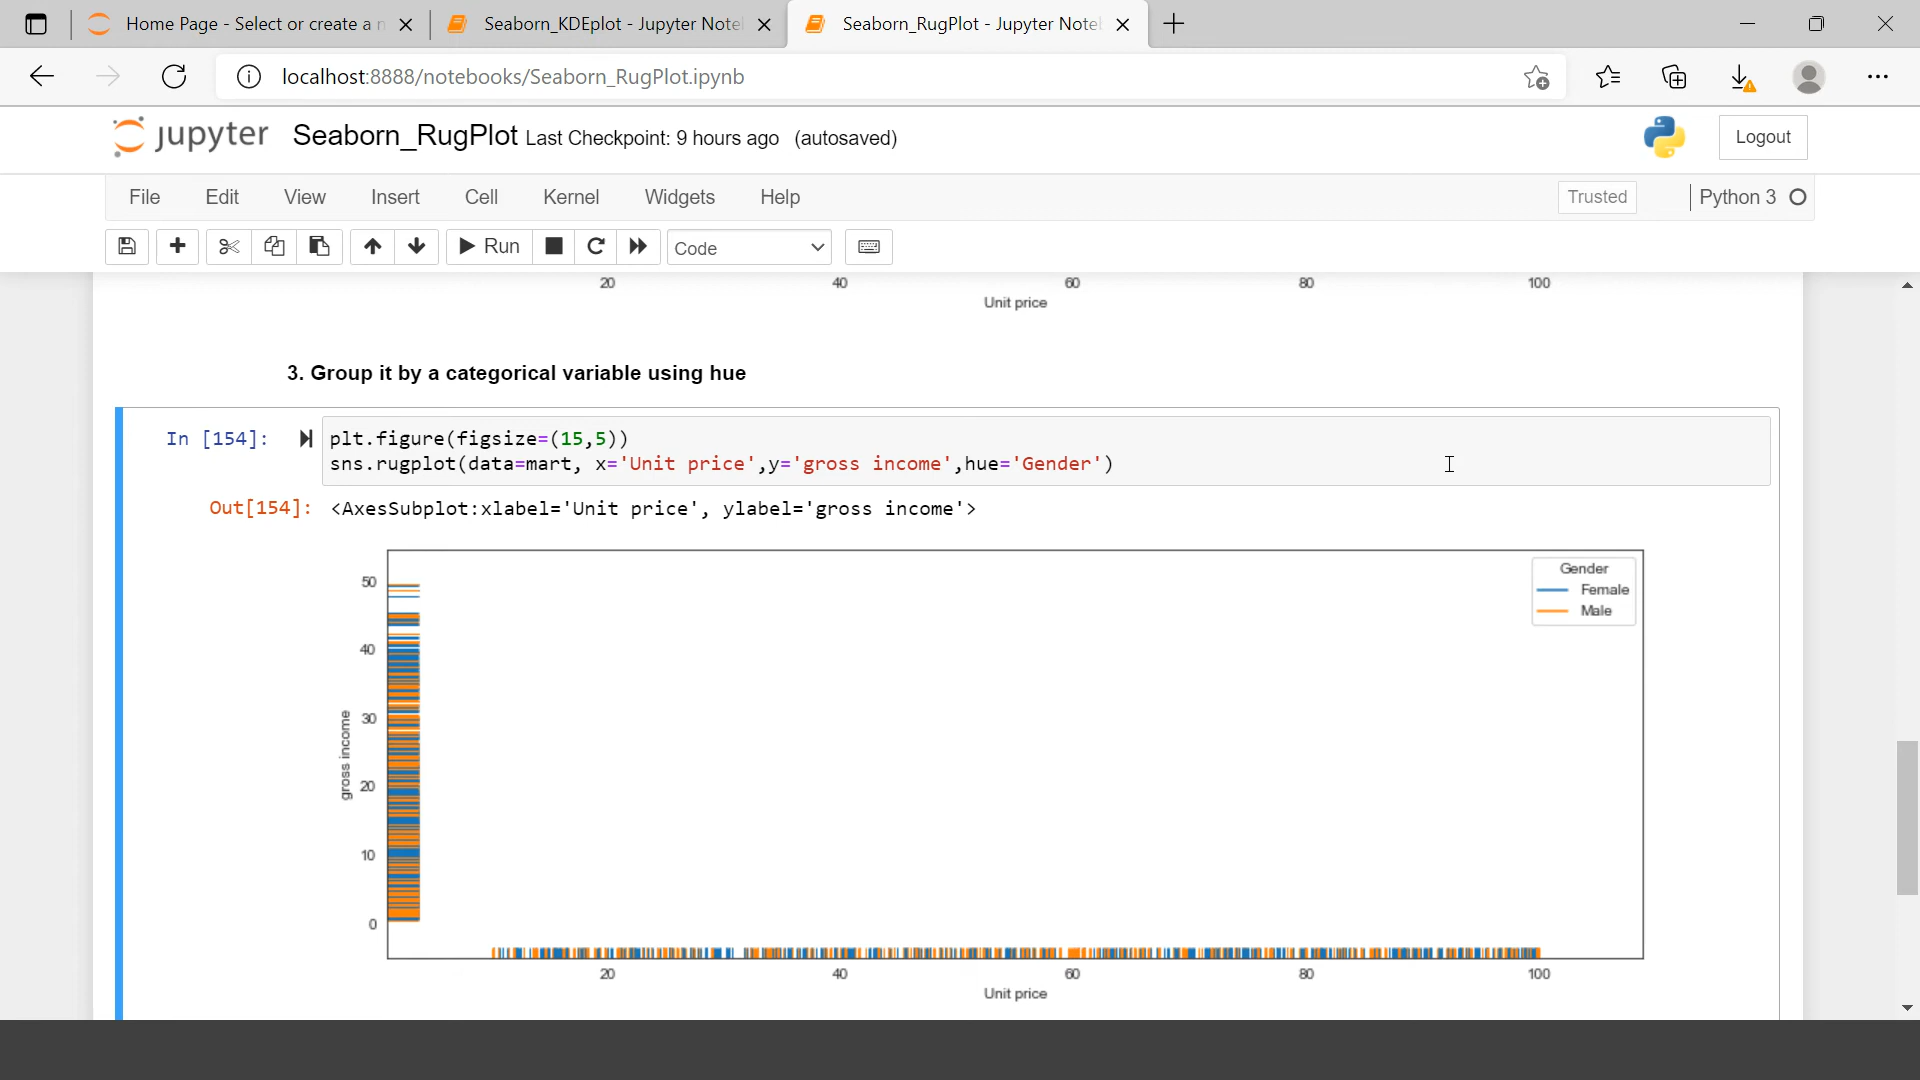 Home Page - Select or create a n
Seaborn_KDEplot - Jupyter Note
Seaborn_RugPlot - Jupyter Note
localhost:8888/notebooks/Seaborn_RugPlot.ipynb
jupyter Seaborn_RugPlot Last Checkpoint: 9 hours ago (autosaved)
Logout
File Edit View Insert Cell Kernel Widgets Help
Trusted
Python 3
Run
Code
20 40 60 80 100
Unit price
3. Group it by a categorical variable using hue
In [154]:
plt.figure(figsize=(15,5))
sns.rugplot(data=mart, x='Unit price',y='gross income',hue='Gender')
Out[154]: <AxesSubplot:xlabel='Unit price', ylabel='gross income'>
Gender
Female
Male
50
40
30
20
10
0
gross income
20 40 60 80 100
Unit price